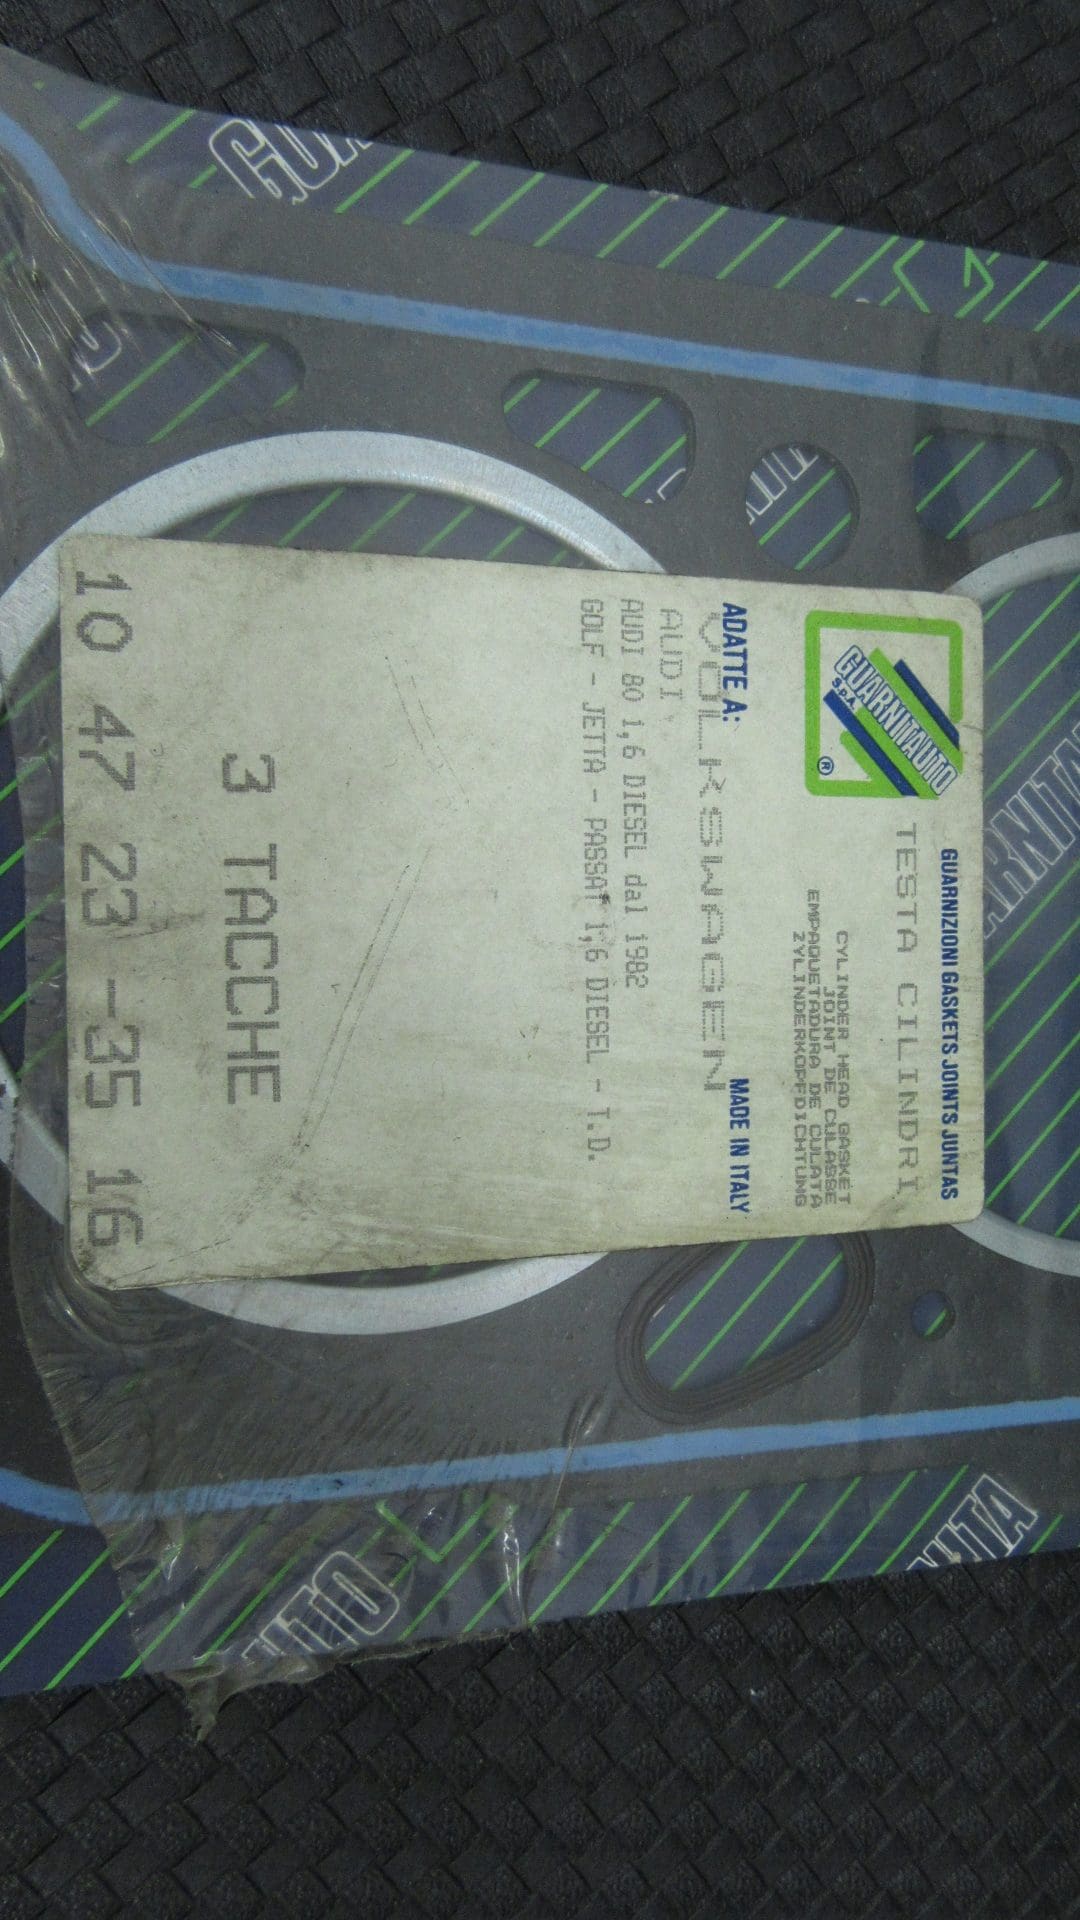 GUARNIZIONI GASKETS JOINTS JUNTAS
GUARNITAUTO
S.p.A.
®
TESTA CILINDRI
CYLINDER HEAD GASKET
JOINT DE CULASSE
EMPAQUETADURA DE CULATA
ZYLINDERKOPFDICHTUNG
ADATTE A:
MADE IN ITALY
VOLKSWAGEN
AUDI
AUDI 80 1,6 DIESEL dal 1982
GOLF - JETTA - PASSAT 1,6 DIESEL - T.D.
3 TACCHE
10 47 23 -35 16